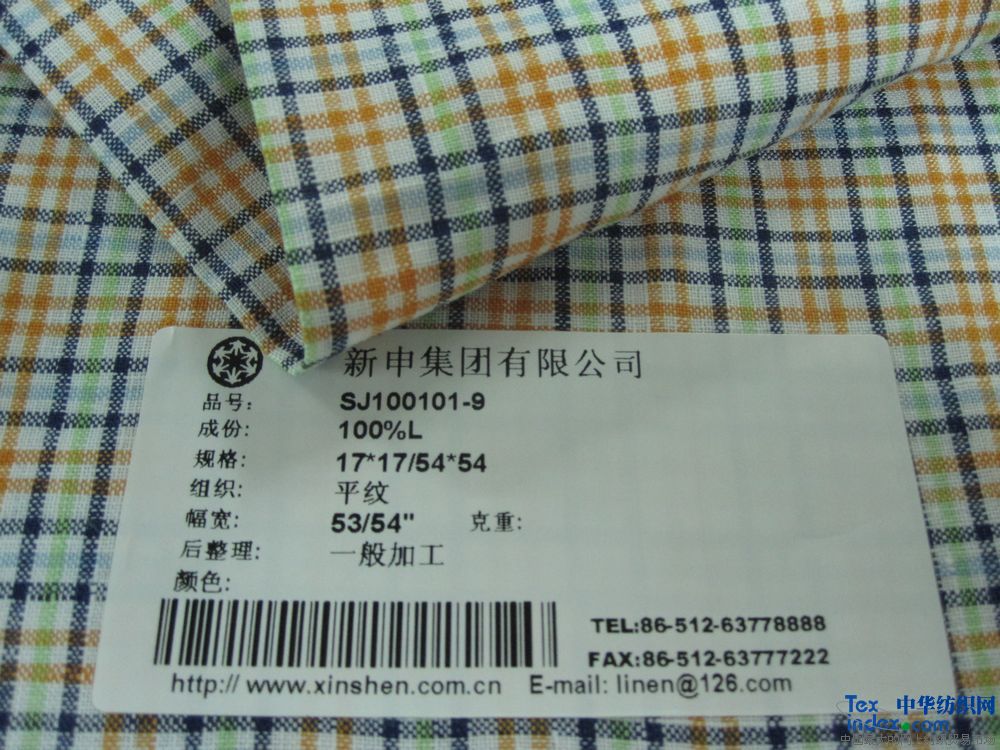 新申集团有限公司
品号: SJ100101-9
成份: 100%L
规格: 17*17/54*54
组织: 平纹
幅宽: 53/54" 克重:
后整理: 一般加工
颜色:
TEL:86-512-63778888
FAX:86-512-63777222
http:// www.xinshen.com.cn E-mail: linen@126.com
Tex 中华纺织网
index.com